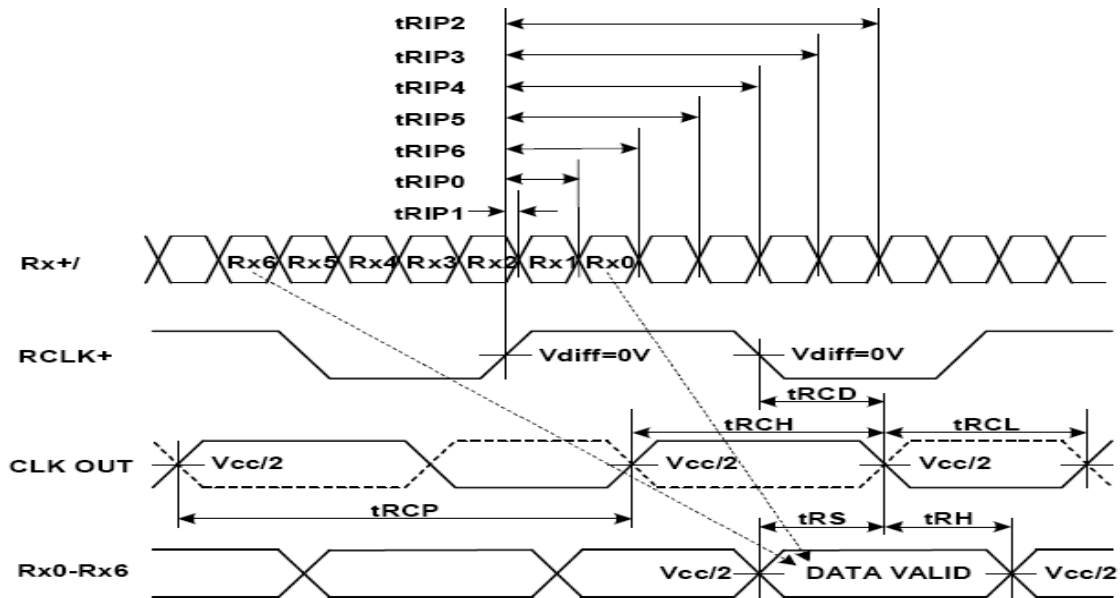 tRIP2
tRIP3
tRIP4
tRIP5
tRIP6
tRIP0
tRIP1
Rx+/ Rx6 Rx5 Rx4 Rx3 Rx2 Rx1 Rx0
RCLK+ Vdiff=0V Vdiff=0V
tRCD
tRCH tRCL
CLK OUT Vcc/2 Vcc/2 Vcc/2
tRCP tRS tRH
Rx0-Rx6 Vcc/2 DATA VALID Vcc/2